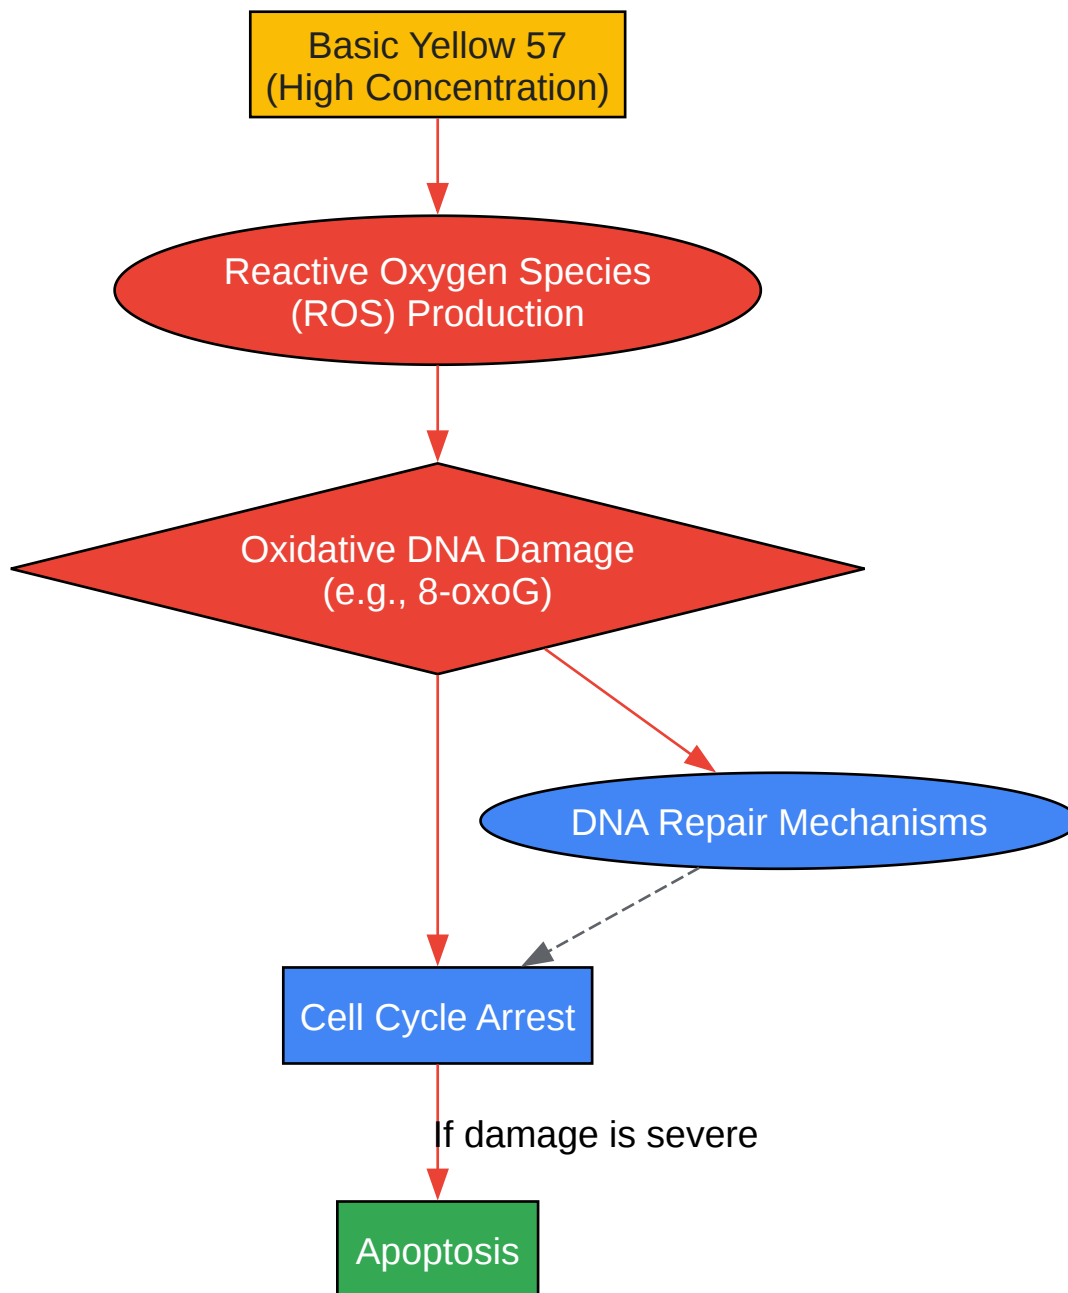 Basic Yellow 57
(High Concentration)
Reactive Oxygen Species
(ROS) Production
Oxidative DNA Damage
(e.g., 8-oxoG)
DNA Repair Mechanisms
Cell Cycle Arrest
If damage is severe
Apoptosis